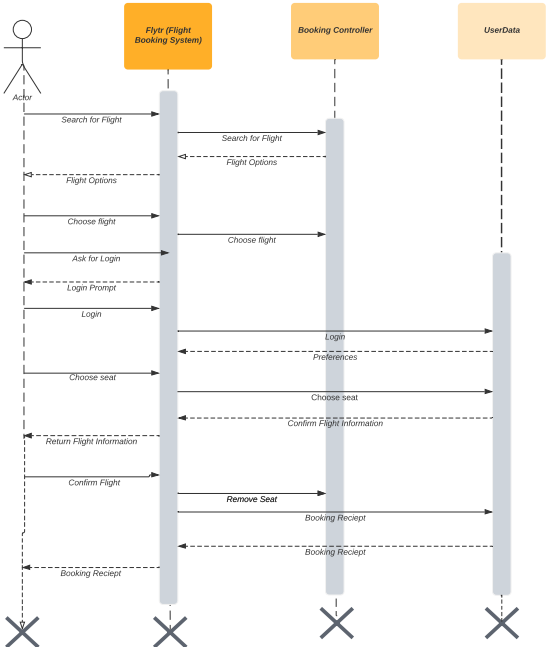 Flytr (Flight
Booking System)
Booking Controller
UserData
Actor
Search for Flight
Search for Flight
Flight Options
Flight Options
Choose flight
Choose flight
Ask for Login
Login Prompt
Login
Login
Preferences
Choose seat
Choose seat
Confirm Flight Information
Return Flight Information
Confirm Flight
Remove Seat
Booking Reciept
Booking Reciept
Booking Reciept